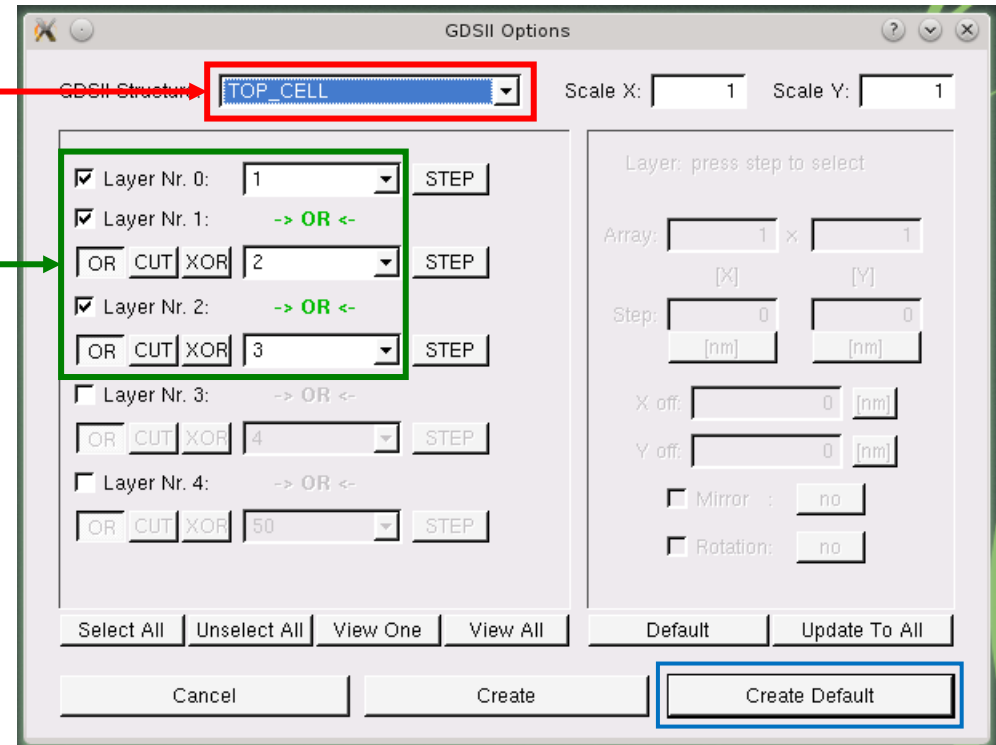 GDSII Options
GDSII Structure: TOP_CELL Scale X: 1 Scale Y: 1
Layer Nr. 0: 1 STEP
Layer Nr. 1: -> OR <-
OR CUT XOR 2 STEP
Layer Nr. 2: -> OR <-
OR CUT XOR 3 STEP
Layer Nr. 3: -> OR <-
OR CUT XOR 4 STEP
Layer Nr. 4: -> OR <-
OR CUT XOR 50 STEP
Layer: press step to select
Array: 1 × 1
[X] [Y]
Step: 0 0
[nm] [nm]
X off: 0 [nm]
Y off: 0 [nm]
Mirror : no
Rotation: no
Select All Unselect All View One View All Default Update To All
Cancel Create Create Default